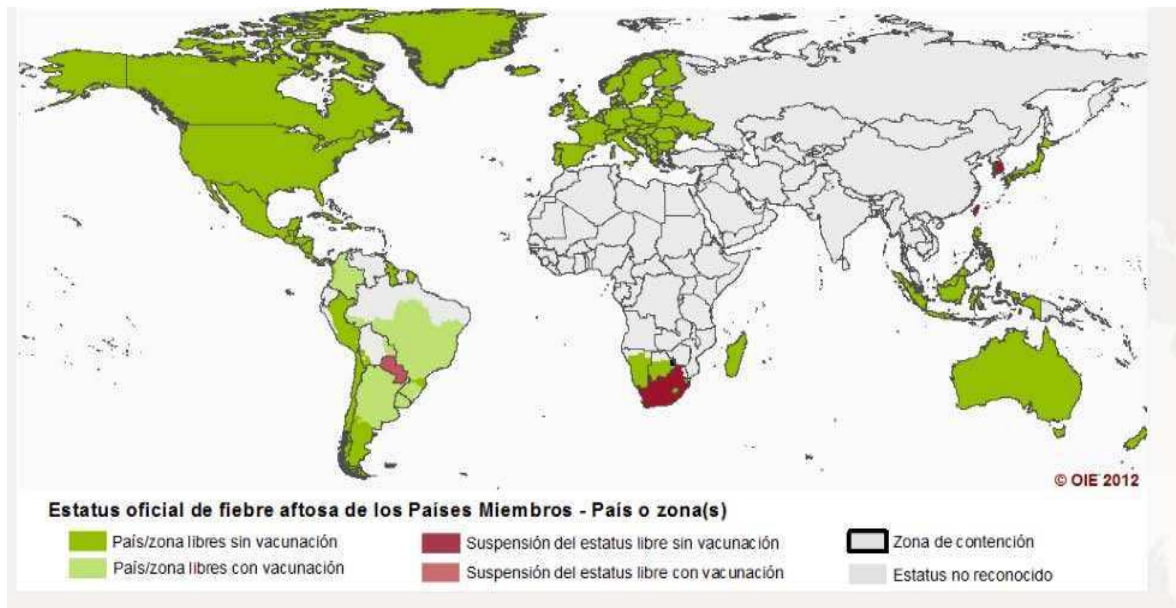 © OIE 2012
Estatus oficial de fiebre aftosa de los Países Miembros - País o zona(s)
País/zona libres sin vacunación
Suspensión del estatus libre sin vacunación
Zona de contención
País/zona libres con vacunación
Suspensión del estatus libre con vacunación
Estatus no reconocido